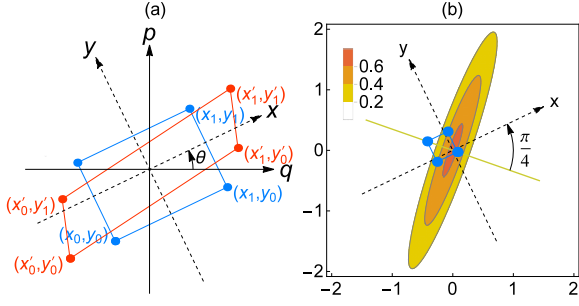 (a)
p
y
x
q
θ
(x₁,y₁)
(x₁,y₀)
(x₀,y₀)
(x′₁,y′₁)
(x′₁,y′₀)
(x′₀,y′₁)
(x′₀,y′₀)
(b)
2
1
0
−1
−2
−2 −1 0 1 2
0.6
0.4
0.2
y
x
π
4